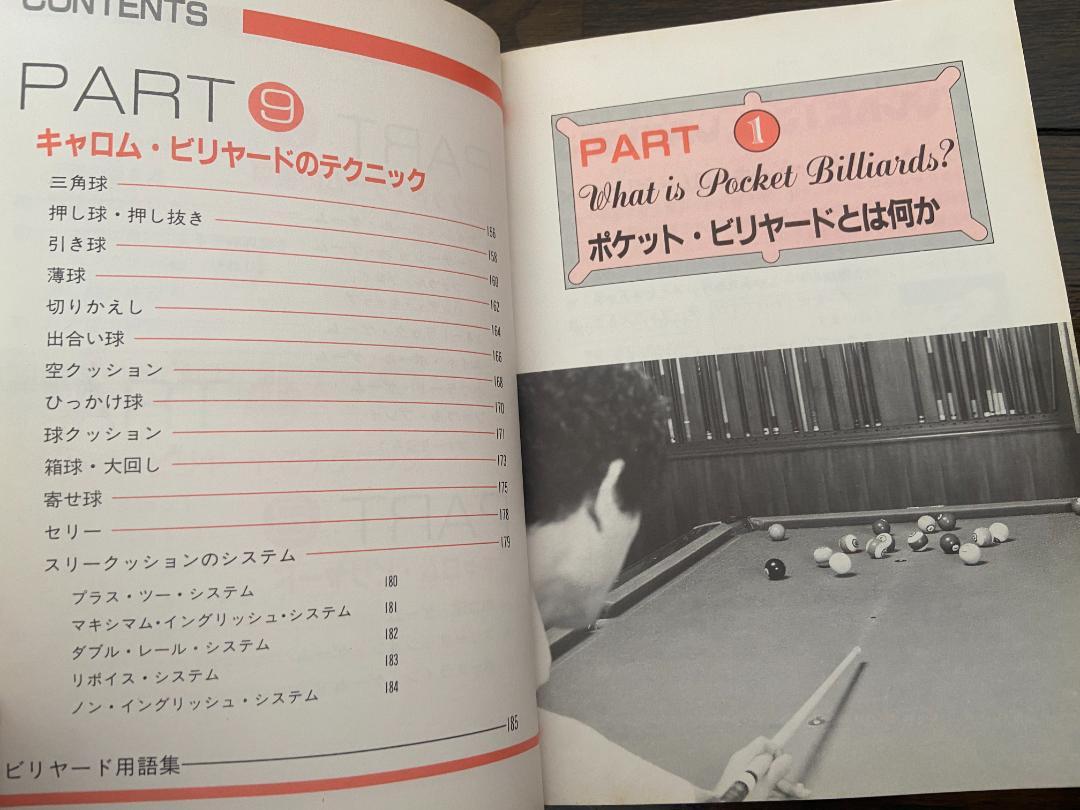 CONTENTS
PART 9
キャロム・ビリヤードのテクニック
三角球 156
押し球・押し抜き 158
引き球 160
薄球 162
切りかえし 164
出合い球 166
空クッション 168
ひっかけ球 170
球クッション 171
箱球・大回し 173
寄せ球 175
セリー 178
スリークッションのシステム 179
プラス・ツー・システム 180
マキシマム・イングリッシュ・システム 181
ダブル・レール・システム 182
リボイス・システム 183
ノン・イングリッシュ・システム 184
ビリヤード用語集 185
PART 1
What is Pocket Billiards?
ポケット・ビリヤードとは何か